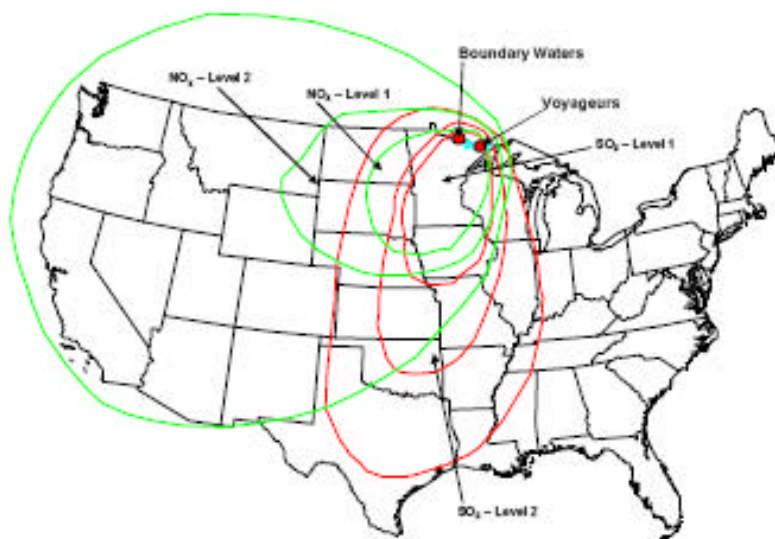 Boundary Waters
NOₓ – Level 2
NOₓ – Level 1
Voyageurs
SO₂ – Level 1
SO₂ – Level 2